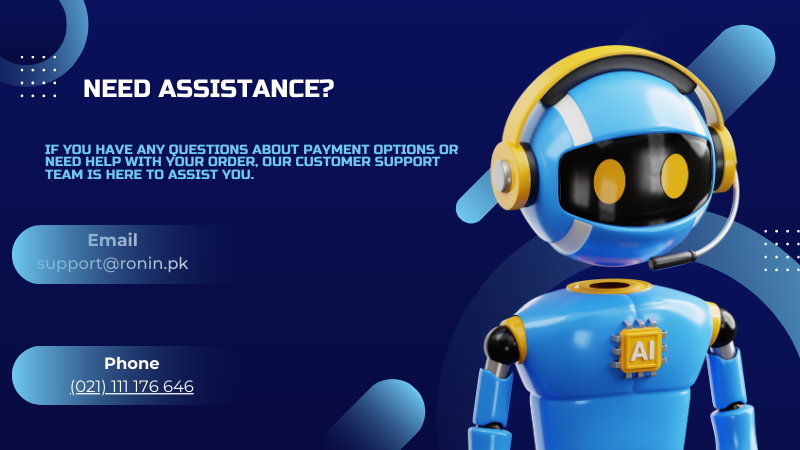 NEED ASSISTANCE?
IF YOU HAVE ANY QUESTIONS ABOUT PAYMENT OPTIONS OR
NEED HELP WITH YOUR ORDER, OUR CUSTOMER SUPPORT
TEAM IS HERE TO ASSIST YOU.
Email
support@ronin.pk
Phone
(021) 111 176 646
AI